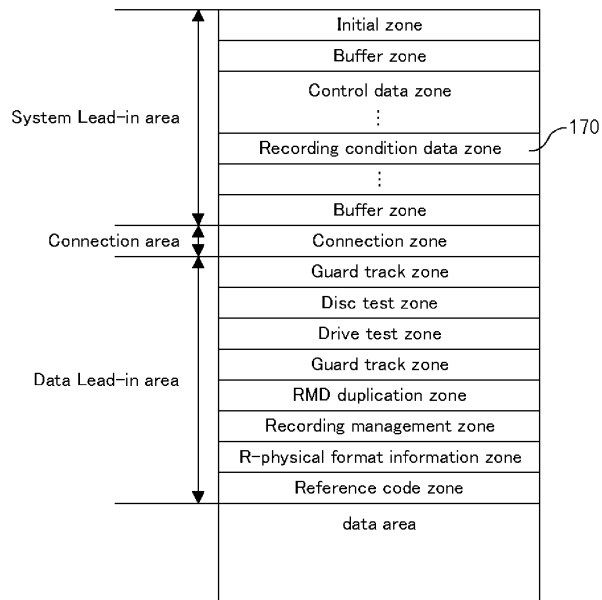 Initial zone
Buffer zone
Control data zone
⋮
System Lead-in area
Recording condition data zone
170
⋮
Buffer zone
Connection area
Connection zone
Guard track zone
Disc test zone
Drive test zone
Guard track zone
Data Lead-in area
RMD duplication zone
Recording management zone
R-physical format information zone
Reference code zone
data area